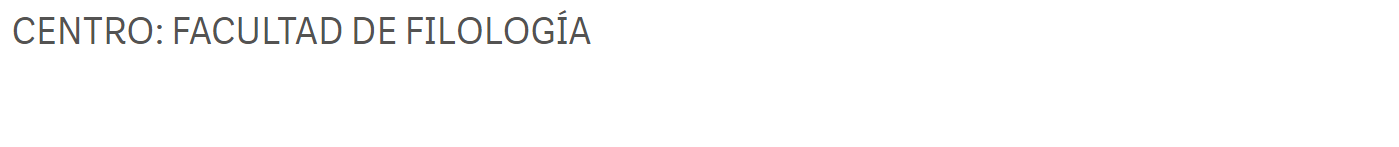 CENTRO: FACULTAD DE FILOLOGÍA